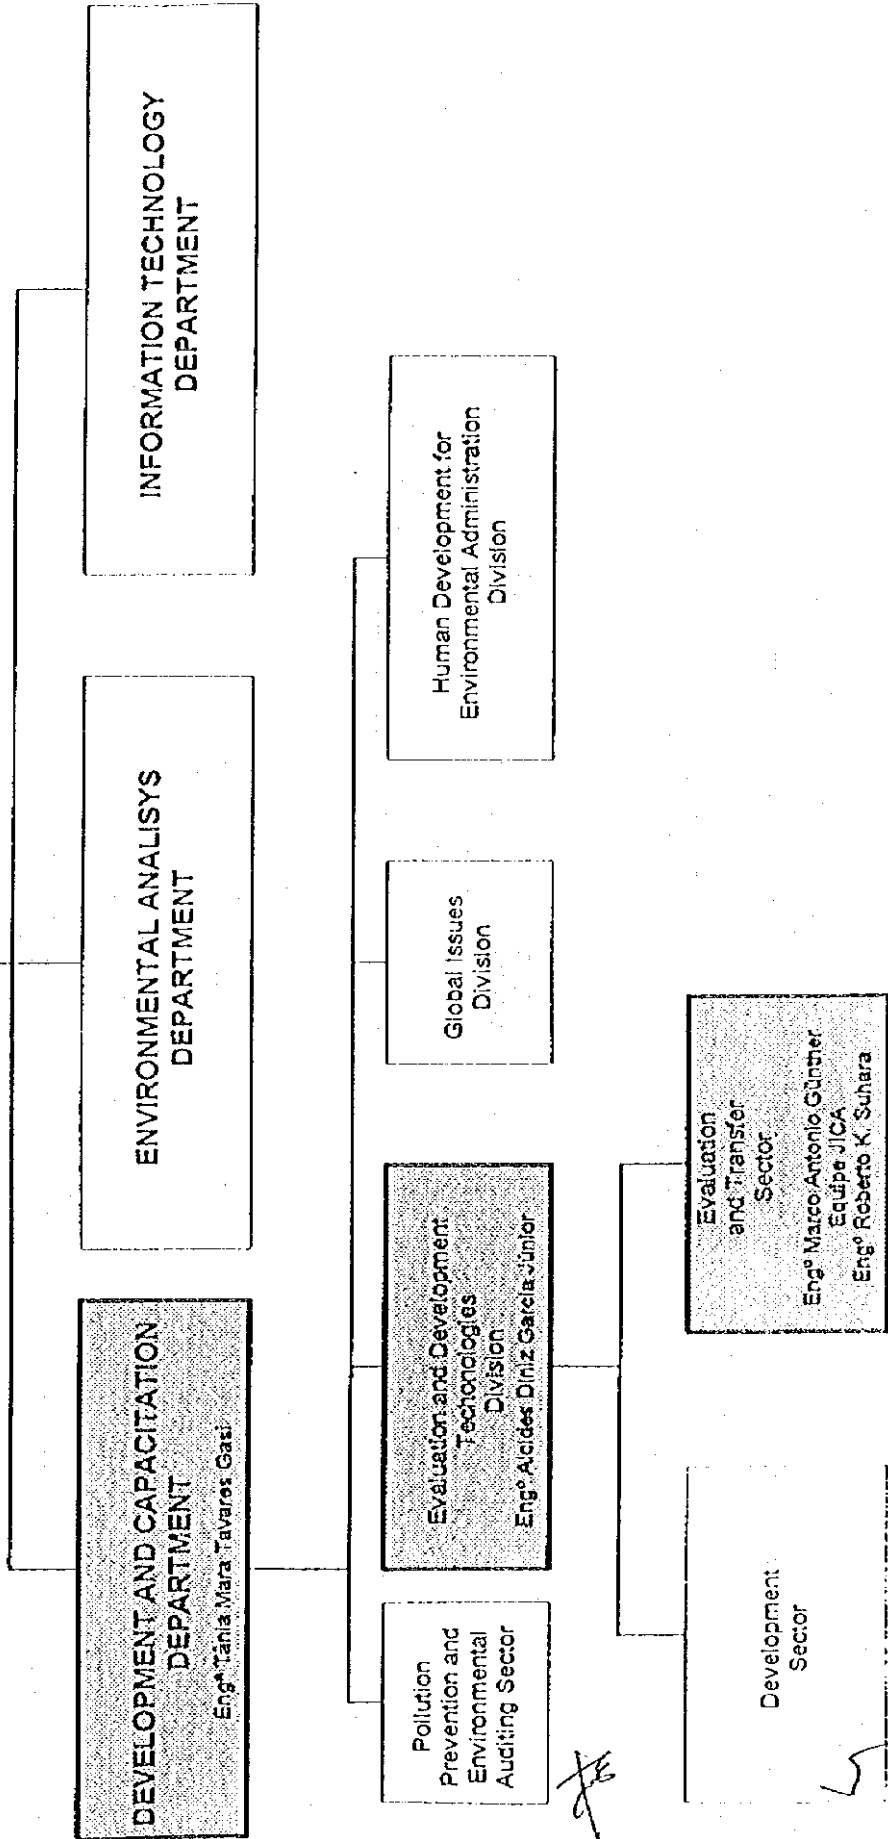 DEVELOPMENT AND CAPACITATION
DEPARTMENT
Engª Tânia Mara Tavares Gasi
ENVIRONMENTAL ANALISYS
DEPARTMENT
INFORMATION TECHNOLOGY
DEPARTMENT
Pollution
Prevention and
Environmental
Auditing Sector
Evaluation and Development
Techonologies
Division
Engº Alcides Diniz Garcia Júnior
Global Issues
Division
Human Development for
Environmental Administration
Division
Development
Sector
Evaluation
and Transfer
Sector
Engº Marco Antonio Günther
Equipe JICA
Engº Roberto K. Suhara